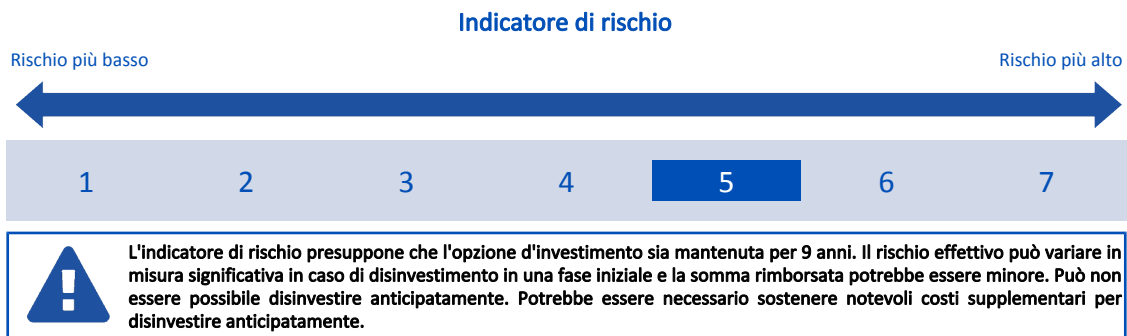 Indicatore di rischio
Rischio più basso Rischio più alto
1 2 3 4 5 6 7
L'indicatore di rischio presuppone che l'opzione d'investimento sia mantenuta per 9 anni. Il rischio effettivo può variare in
misura significativa in caso di disinvestimento in una fase iniziale e la somma rimborsata potrebbe essere minore. Può non
essere possibile disinvestire anticipatamente. Potrebbe essere necessario sostenere notevoli costi supplementari per
disinvestire anticipatamente.